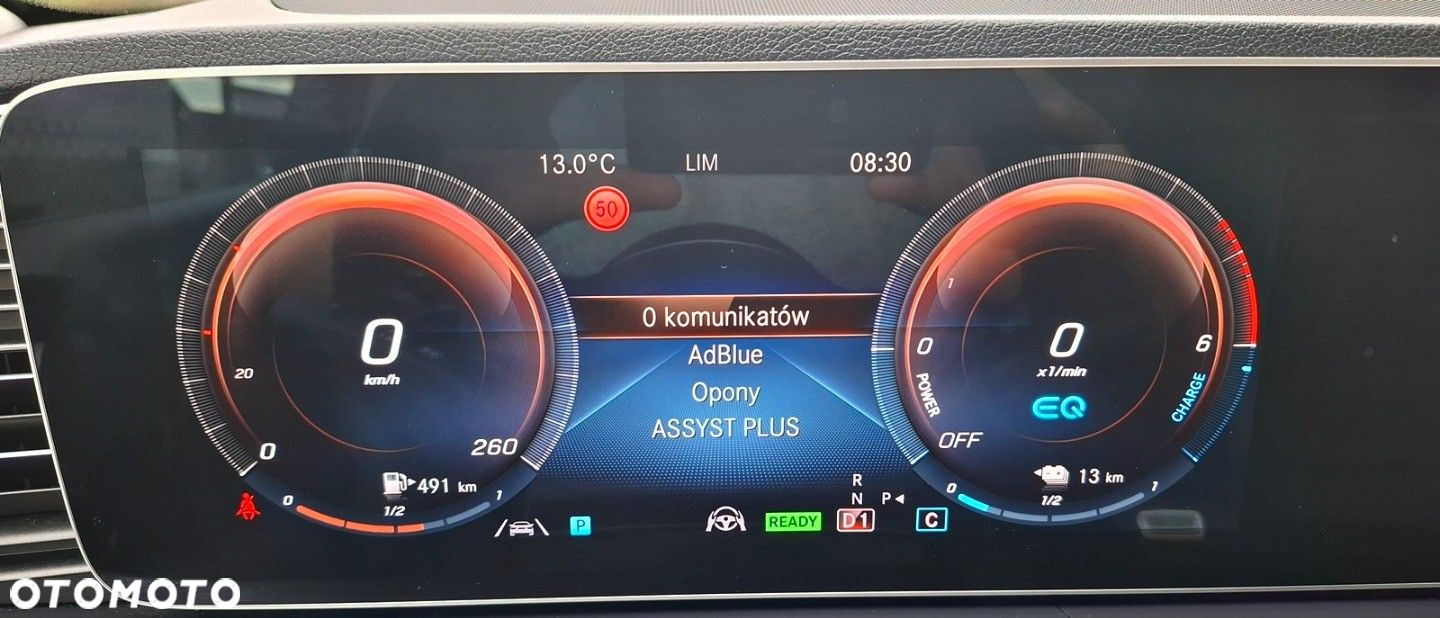 13.0°C LIM 08:30
50
0 komunikatów
AdBlue
Opony
ASSYST PLUS
0
km/h
20
0
260
491 km
0 1/2 1
1
0
x1/min
0
6
POWER
CHARGE
EQ
OFF
13 km
0 1/2 1
R
N P
D1
P
READY
C
OTOMOTO